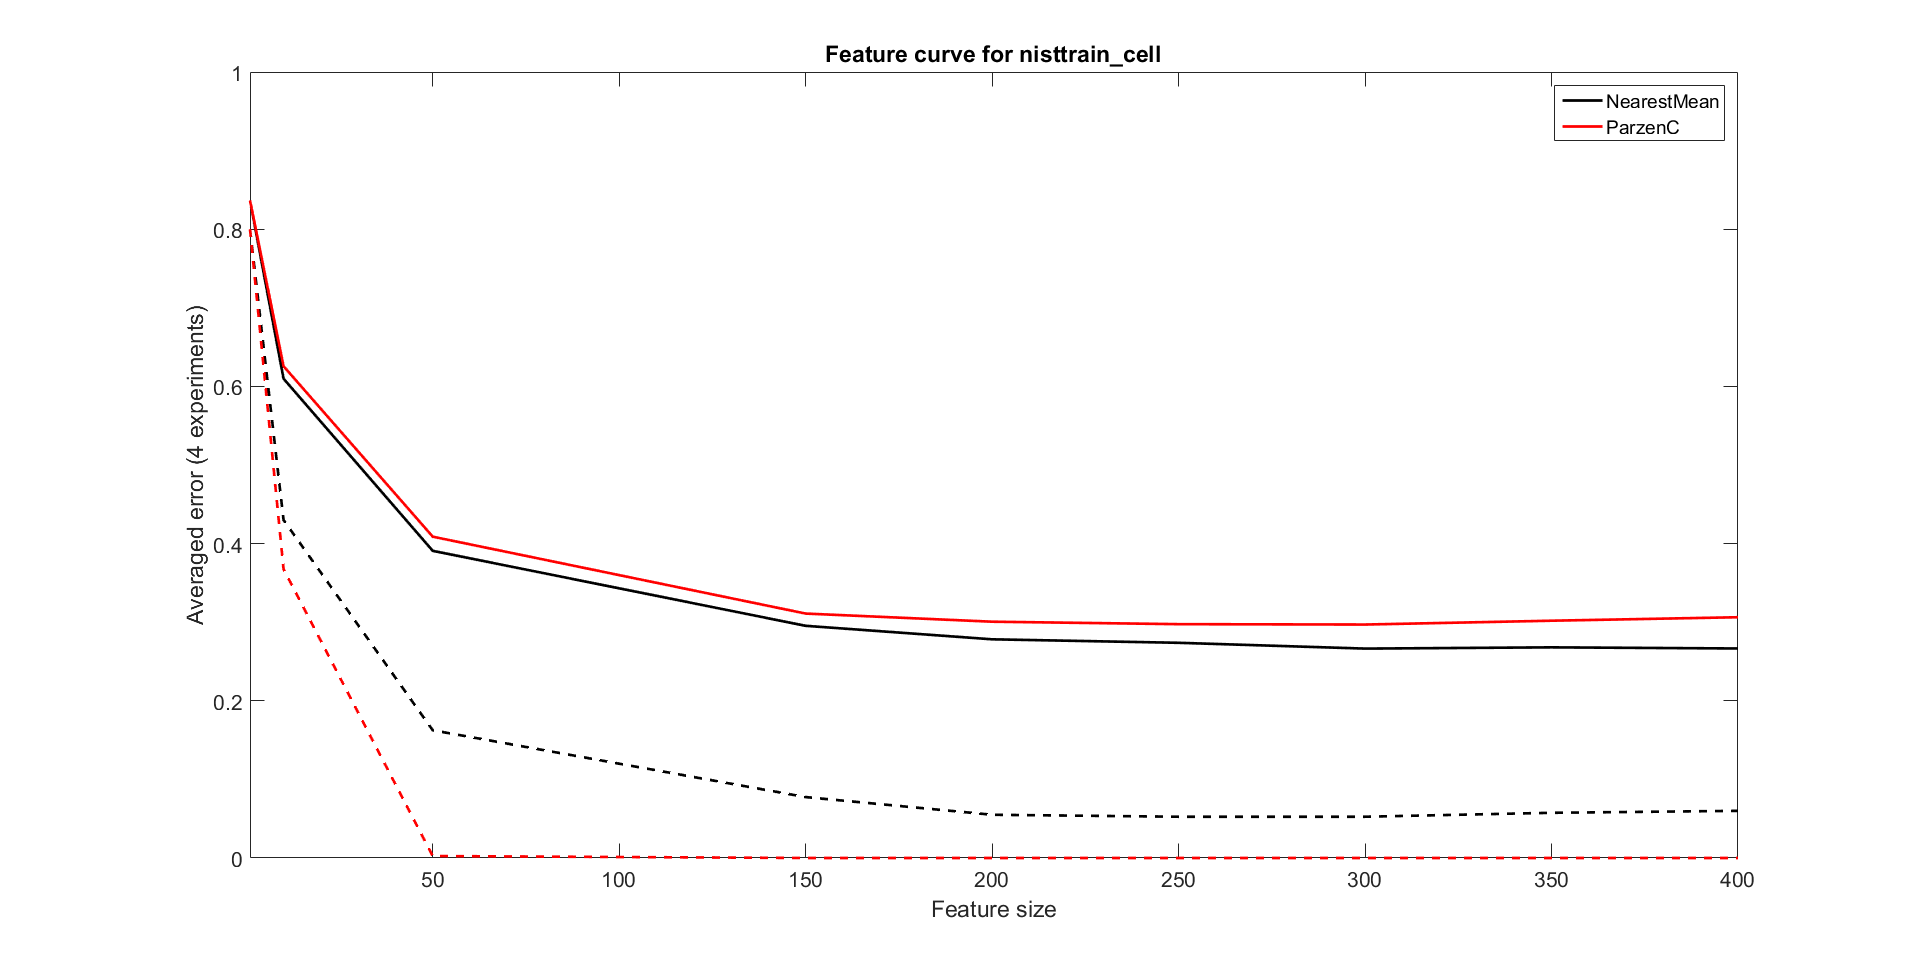 Feature curve for nisttrain_cell
1
0.8
0.6
0.4
0.2
0
Averaged error (4 experiments)
NearestMean
ParzenC
50 100 150 200 250 300 350 400
Feature size